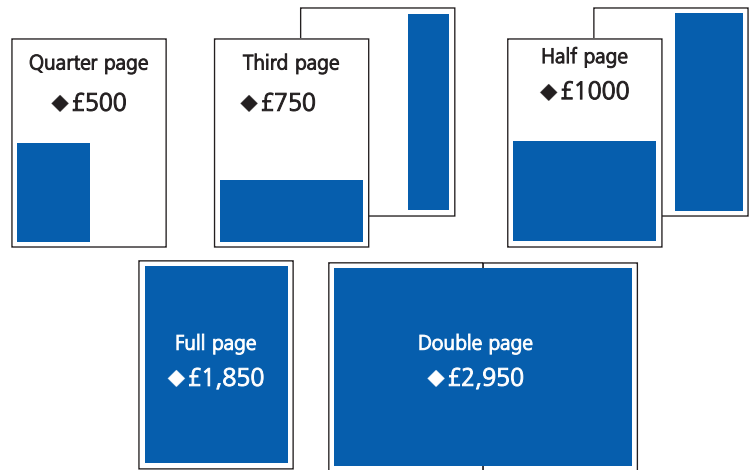 Quarter page
◆£500
Third page
◆£750
Half page
◆£1000
Full page
◆£1,850
Double page
◆£2,950